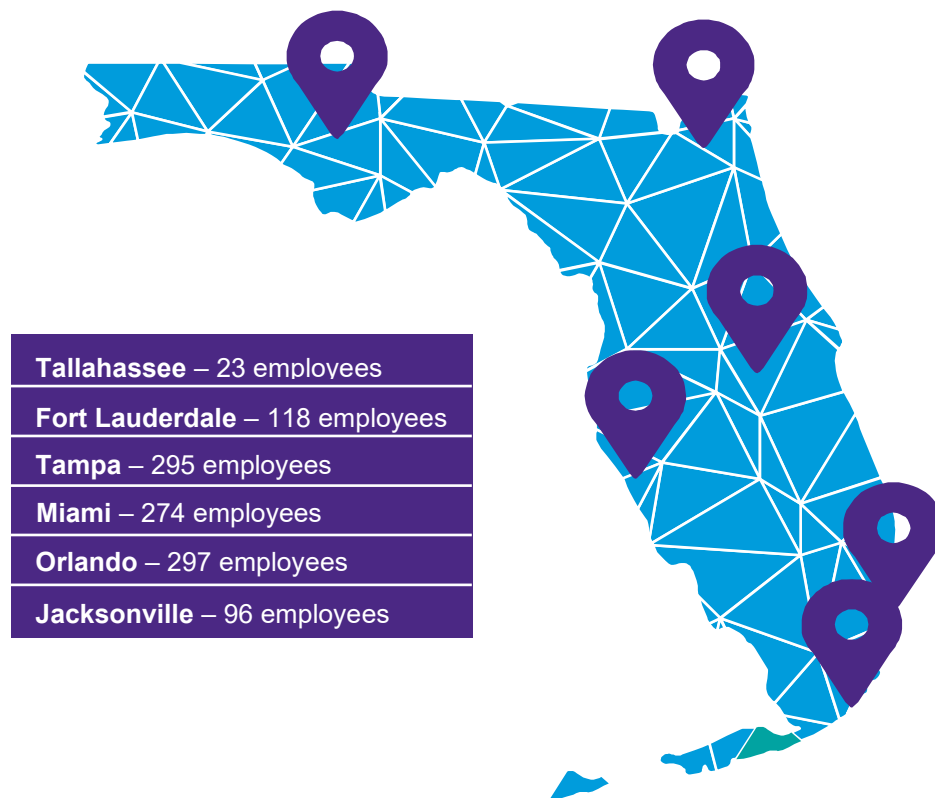 Tallahassee – 23 employees
Fort Lauderdale – 118 employees
Tampa – 295 employees
Miami – 274 employees
Orlando – 297 employees
Jacksonville – 96 employees